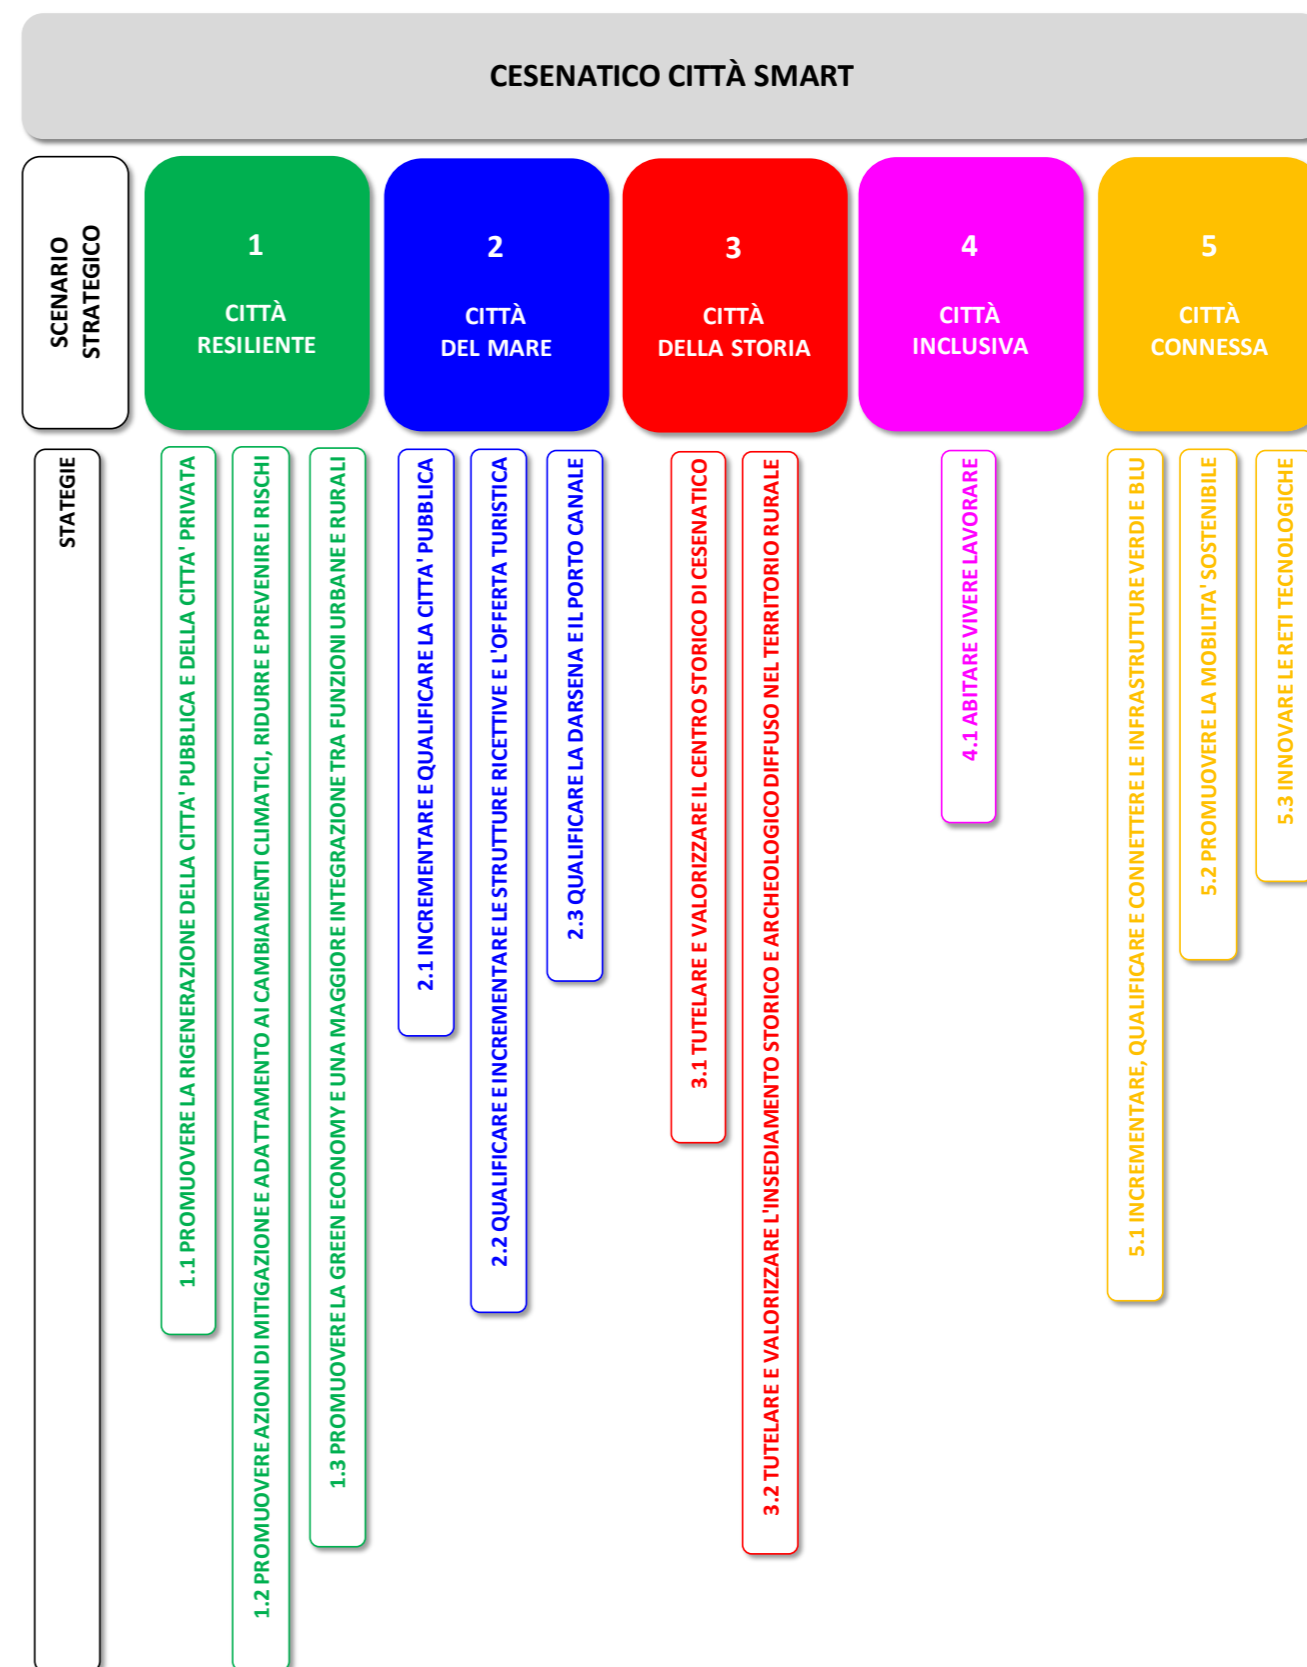 CESENATICO CITTÀ SMART
SCENARIO
STRATEGICO
1
CITTÀ
RESILIENTE
2
CITTÀ
DEL MARE
3
CITTÀ
DELLA STORIA
4
CITTÀ
INCLUSIVA
5
CITTÀ
CONNESSA
STATEGIE
1.1 PROMUOVERE LA RIGENERAZIONE DELLA CITTA' PUBBLICA E DELLA CITTA' PRIVATA
1.2 PROMUOVERE AZIONI DI MITIGAZIONE E ADATTAMENTO AI CAMBIAMENTI CLIMATICI, RIDURRE E PREVENIRE I RISCHI
1.3 PROMUOVERE LA GREEN ECONOMY E UNA MAGGIORE INTEGRAZIONE TRA FUNZIONI URBANE E RURALI
2.1 INCREMENTARE E QUALIFICARE LA CITTA' PUBBLICA
2.2 QUALIFICARE E INCREMENTARE LE STRUTTURE RICETTIVE E L'OFFERTA TURISTICA
2.3 QUALIFICARE LA DARSENA E IL PORTO CANALE
3.1 TUTELARE E VALORIZZARE IL CENTRO STORICO DI CESENATICO
3.2 TUTELARE E VALORIZZARE L'INSEDIAMENTO STORICO E ARCHEOLOGICO DIFFUSO NEL TERRITORIO RURALE
4.1 ABITARE VIVERE LAVORARE
5.1 INCREMENTARE, QUALIFICARE E CONNETTERE LE INFRASTRUTTURE VERDI E BLU
5.2 PROMUOVERE LA MOBILITA' SOSTENIBILE
5.3 INNOVARE LE RETI TECNOLOGICHE